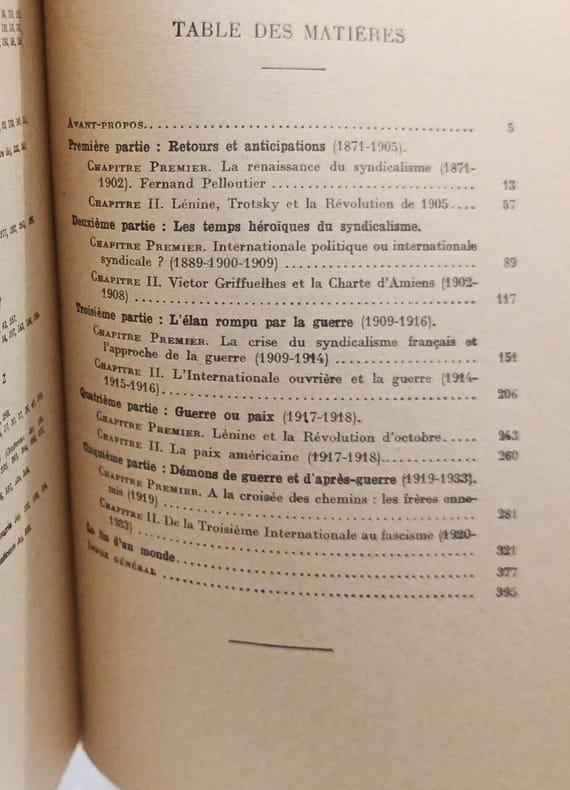 TABLE DES MATIÈRES
AVANT-PROPOS........ 5
Première partie : Retours et anticipations (1871-1905).
CHAPITRE PREMIER. La renaissance du syndicalisme (1871-
1902). Fernand Pelloutier ........ 13
CHAPITRE II. Lénine, Trotsky et la Révolution de 1905.... 57
Deuxième partie : Les temps héroïques du syndicalisme.
CHAPITRE PREMIER. Internationale politique ou internationale
syndicale ? (1889-1900-1909) ........ 89
CHAPITRE II. Victor Griffuelhes et la Charte d'Amiens (1902-
1908) ........ 117
Troisième partie : L'élan rompu par la guerre (1909-1916).
CHAPITRE PREMIER. La crise du syndicalisme français et
l'approche de la guerre (1909-1914) ........ 151
CHAPITRE II. L'Internationale ouvrière et la guerre (1914-
1915-1916)........ 206
Quatrième partie : Guerre ou paix (1917-1918).
CHAPITRE PREMIER. Lénine et la Révolution d'octobre..... 243
CHAPITRE II. La paix américaine (1917-1918)........ 260
Cinquième partie : Démons de guerre et d'après-guerre (1919-1933).
CHAPITRE PREMIER. A la croisée des chemins : les frères enne-
mis (1919) ........ 281
CHAPITRE II. De la Troisième Internationale au fascisme (1920-
1933) ........ 321
La fin d'un monde........ 377
INDEX GÉNÉRAL ........ 395